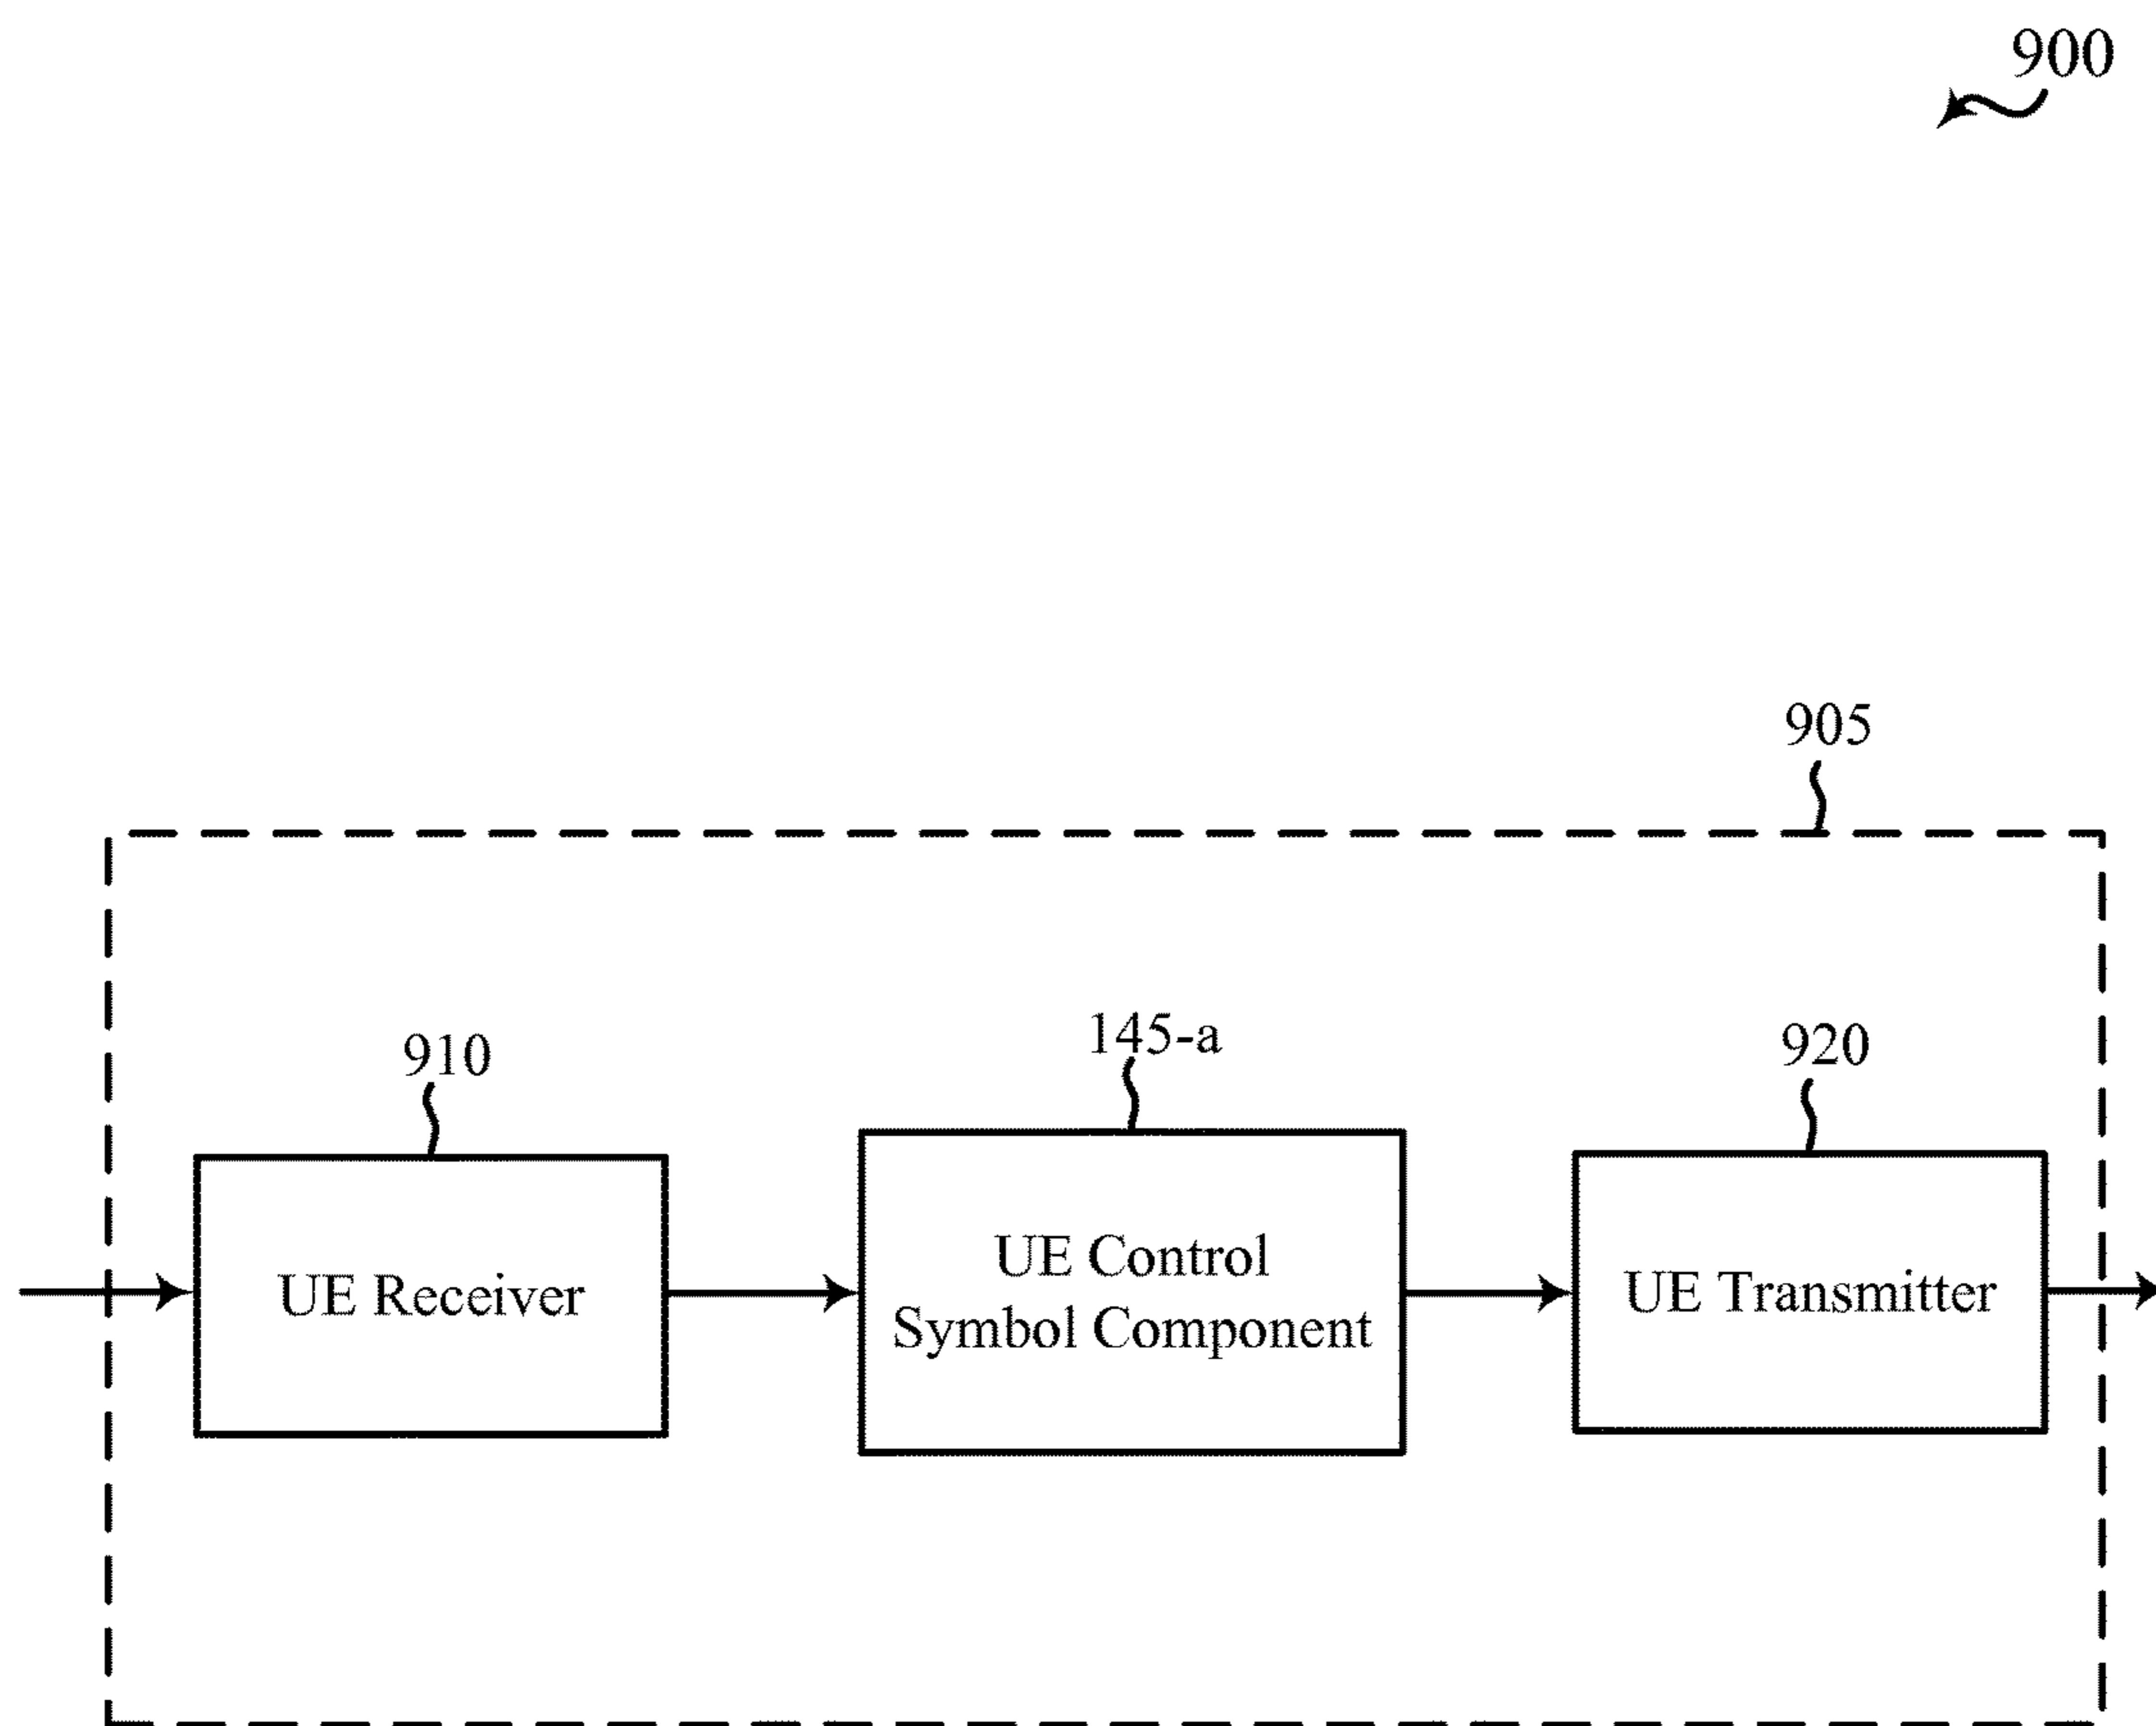 900
905
910
145-a
920
UE Receiver
UE Control
Symbol Component
UE Transmitter